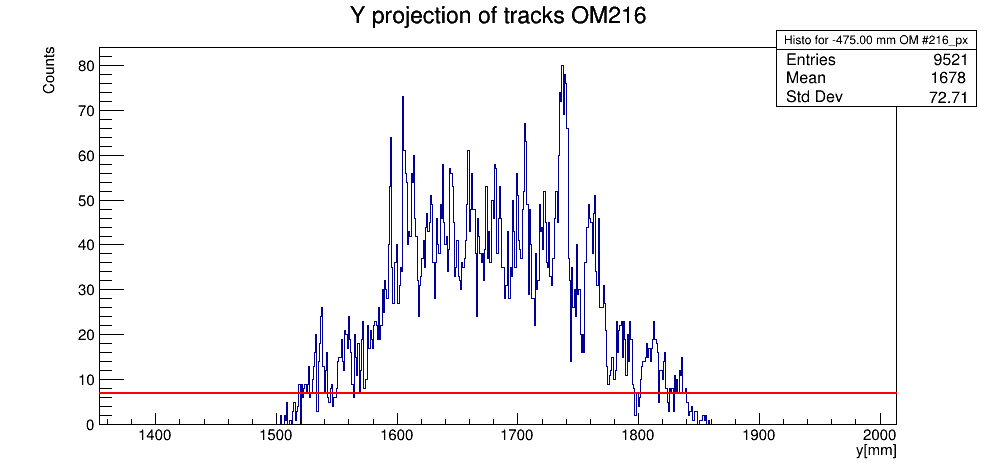 Y projection of tracks OM216
Histo for -475.00 mm OM #216_px
Entries 9521
Mean 1678
Std Dev 72.71
Counts
80
70
60
50
40
30
20
10
0
1400 1500 1600 1700 1800 1900 2000
y[mm]